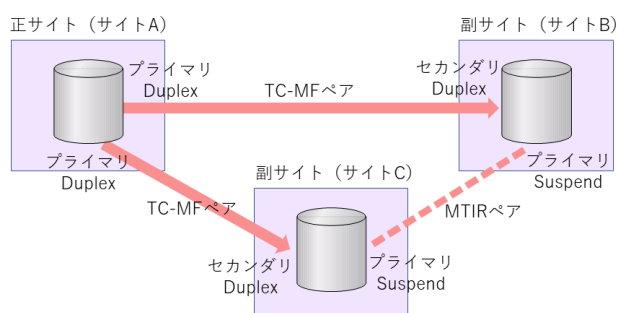 正サイト（サイトA）
副サイト（サイトB）
プライマリ
Duplex
TC-MFペア
セカンダリ
Duplex
プライマリ
Duplex
プライマリ
Suspend
副サイト（サイトC）
TC-MFペア
MTIRペア
セカンダリ
Duplex
プライマリ
Suspend